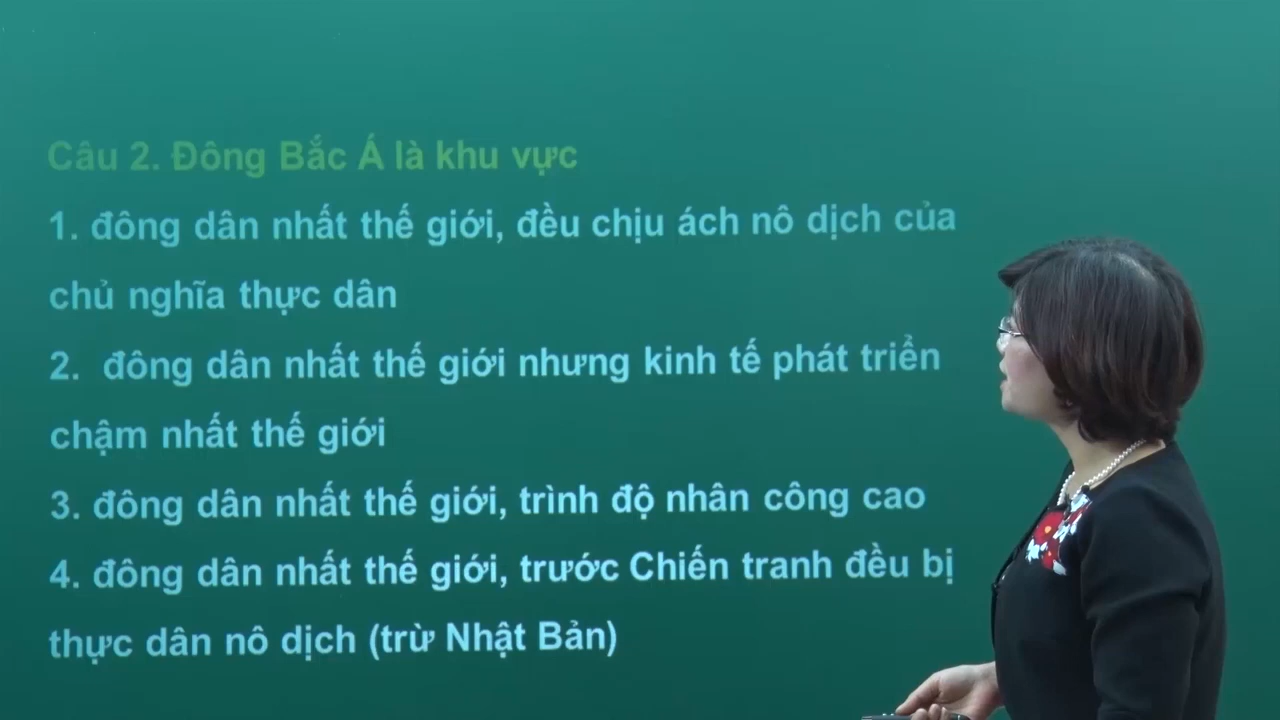 Câu 2. Đông Bắc Á là khu vực
1. đông dân nhất thế giới, đều chịu ách nô dịch của
chủ nghĩa thực dân
2. đông dân nhất thế giới nhưng kinh tế phát triển
chậm nhất thế giới
3. đông dân nhất thế giới, trình độ nhân công cao
4. đông dân nhất thế giới, trước Chiến tranh đều bị
thực dân nô dịch (trừ Nhật Bản)